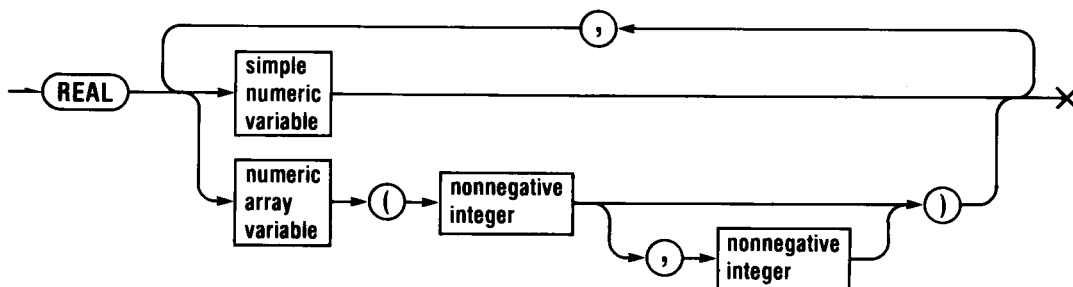 ,
REAL
simple
numeric
variable
numeric
array
variable
(
nonnegative
integer
,
nonnegative
integer
)